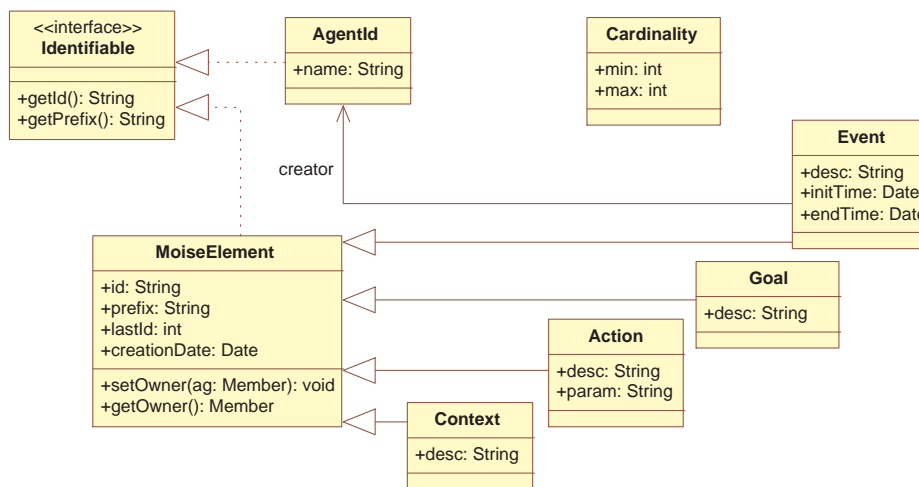 <<interface>>
Identifiable
+getId(): String
+getPrefix(): String
AgentId
+name: String
Cardinality
+min: int
+max: int
Event
+desc: String
+initTime: Date
+endTime: Date
creator
MoiseElement
+id: String
+prefix: String
+lastId: int
+creationDate: Date
+setOwner(ag: Member): void
+getOwner(): Member
Goal
+desc: String
Action
+desc: String
+param: String
Context
+desc: String